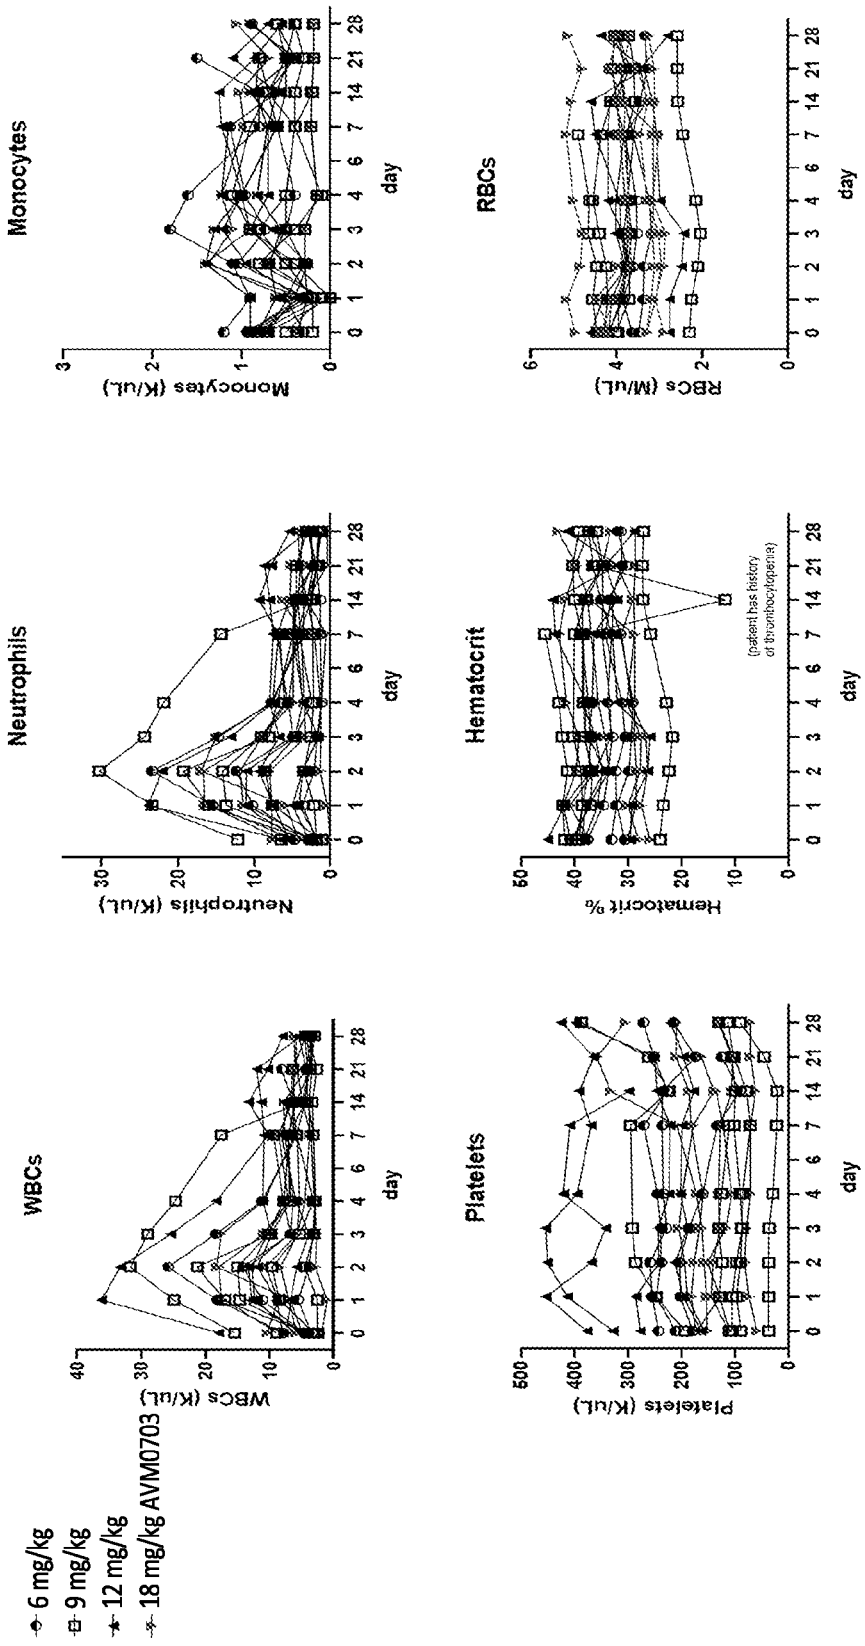 6 mg/kg
9 mg/kg
12 mg/kg
18 mg/kg AVM0703
WBCs
WBCs (K/uL)
40
30
20
10
0
0 1 2 3 4 6 7 14 21 28
day
Neutrophils
Neutrophils (K/uL)
30
20
10
0
0 1 2 3 4 6 7 14 21 28
day
Monocytes
Monocytes (K/uL)
3
2
1
0
0 1 2 3 4 6 7 14 21 28
day
Platelets
Platelets (K/uL)
500
400
300
200
100
0
0 1 2 3 4 6 7 14 21 28
day
Hematocrit
Hematocrit %
50
40
30
20
10
0
(patient has history
of thrombocytopenia)
0 1 2 3 4 6 7 14 21 28
day
RBCs
RBCs (M/uL)
6
4
2
0
0 1 2 3 4 6 7 14 21 28
day